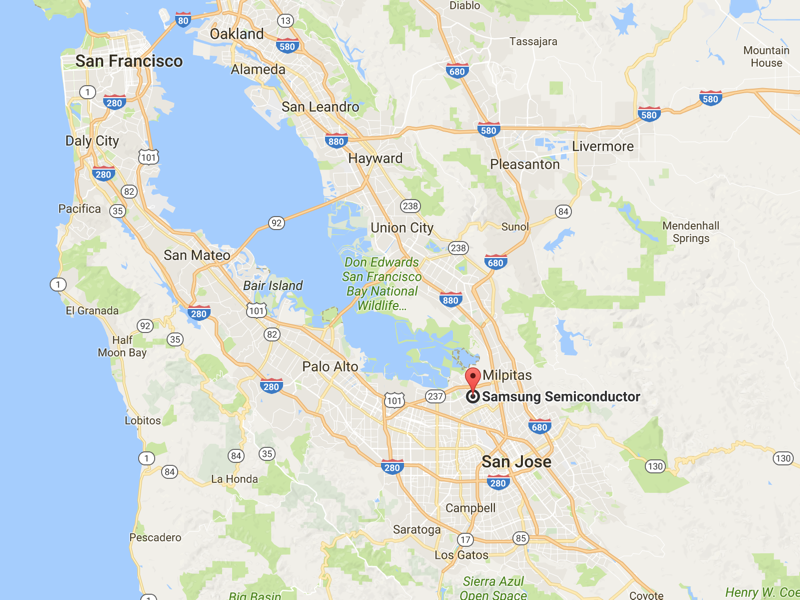 Diablo
80
13
Oakland
580
Tassajara
San Francisco
Alameda
680
Mountain
House
1
280
San Leandro
580
580
880
580
Daly City
101
Hayward
Livermore
Pleasanton
280
82
Pacifica
35
238
84
92
Union City
Sunol
Mendenhall
Springs
238
San Mateo
Don Edwards
San Francisco
Bay National
Wildlife...
680
1
Bair Island
880
El Granada
280
101
92
35
82
Half
Moon Bay
Palo Alto
Milpitas
280
101
237
Samsung Semiconductor
Lobitos
680
1
84
84
35
280
San Jose
130
130
La Honda
280
Campbell
Saratoga
Pescadero
17
85
Los Gatos
Sierra Azul
Open Space
Big Basin
1
Coyote
Henry W. Coe